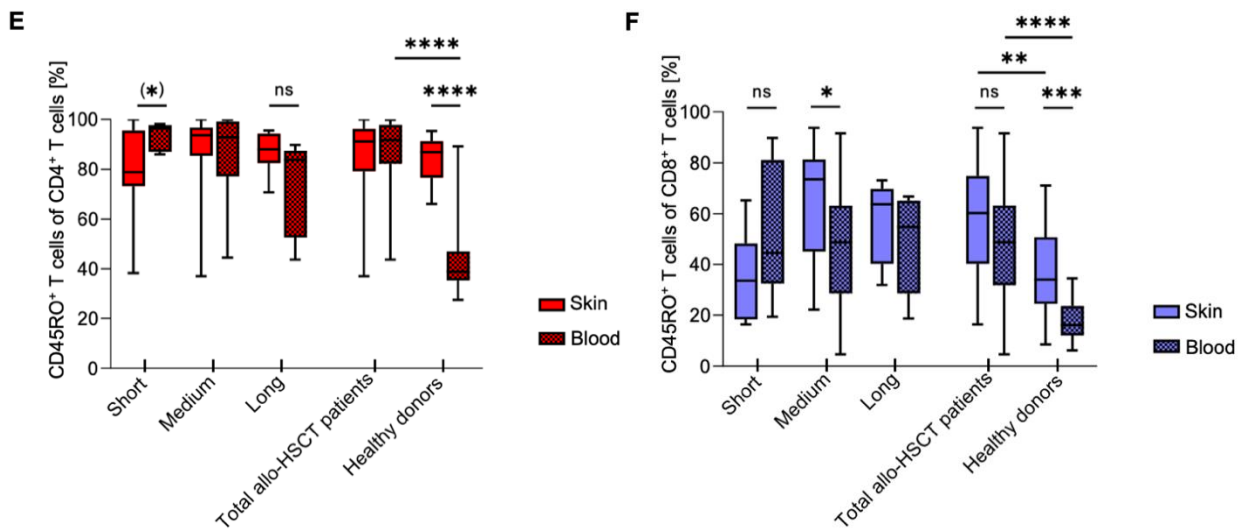 E
CD45RO⁺ T cells of CD4⁺ T cells [%]
100
80
60
40
20
0
(*)
ns
****
****
Short
Medium
Long
Total allo-HSCT patients
Healthy donors
Skin
Blood
F
CD45RO⁺ T cells of CD8⁺ T cells [%]
100
80
60
40
20
0
****
**
ns
*
ns
***
Short
Medium
Long
Total allo-HSCT patients
Healthy donors
Skin
Blood